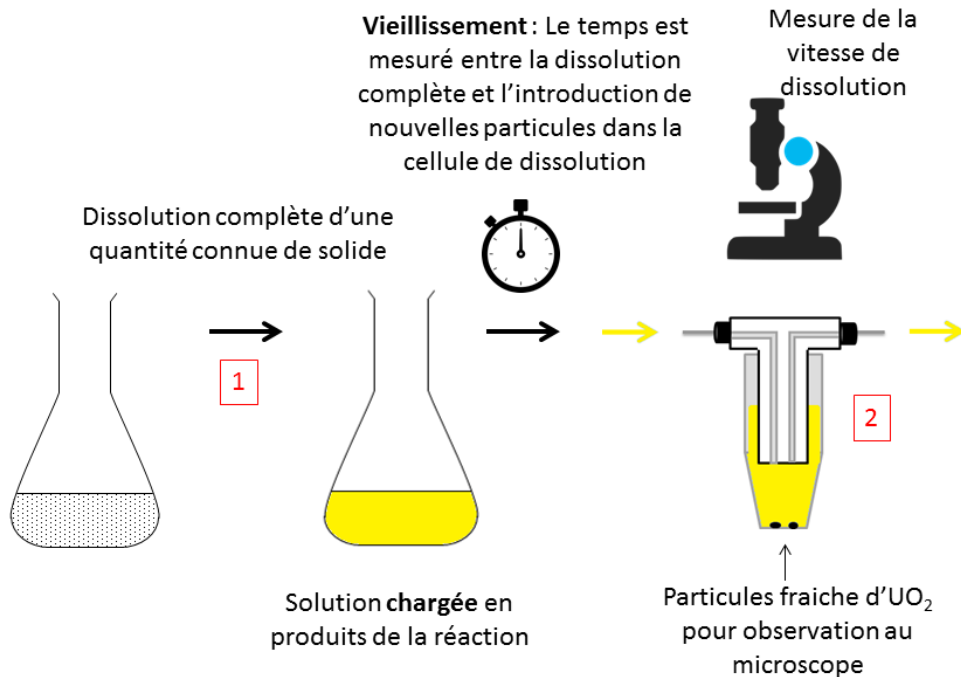 Vieillissement : Le temps est
mesuré entre la dissolution
complète et l'introduction de
nouvelles particules dans la
cellule de dissolution
Mesure de la
vitesse de
dissolution
Dissolution complète d'une
quantité connue de solide
1
2
Solution chargée en
produits de la réaction
Particules fraiche d'UO₂
pour observation au
microscope